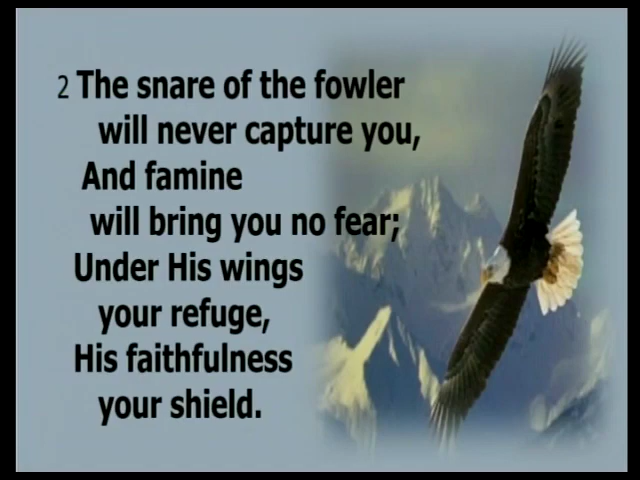 2 The snare of the fowler
will never capture you,
And famine
will bring you no fear;
Under His wings
your refuge,
His faithfulness
your shield.